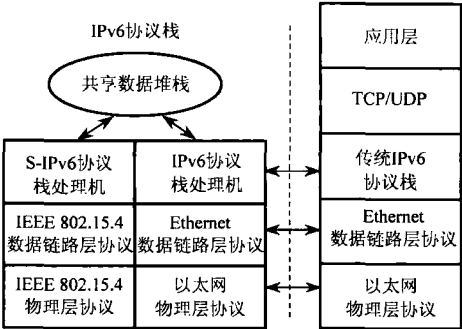 IPv6协议栈
共享数据堆栈
S-IPv6协议
栈处理机
IPv6协议
栈处理机
IEEE 802.15.4
数据链路层协议
Ethernet
数据链路层协议
IEEE 802.15.4
物理层协议
以太网
物理层协议
应用层
TCP/UDP
传统IPv6
协议栈
Ethernet
数据链路层协议
以太网
物理层协议